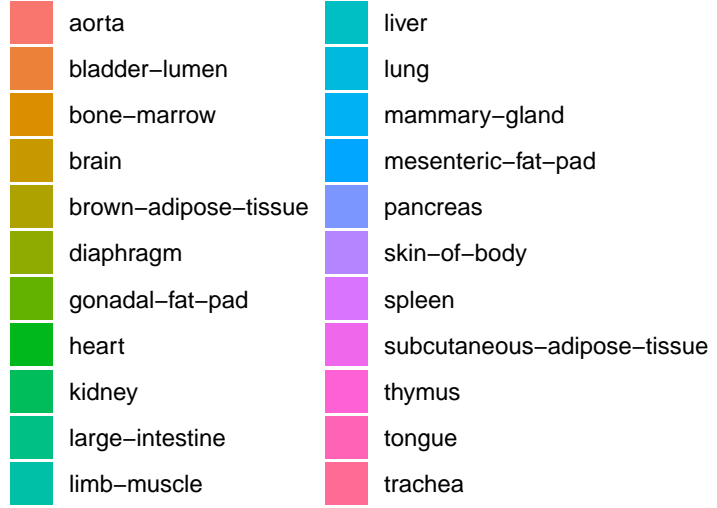 aorta
bladder−lumen
bone−marrow
brain
brown−adipose−tissue
diaphragm
gonadal−fat−pad
heart
kidney
large−intestine
limb−muscle
liver
lung
mammary−gland
mesenteric−fat−pad
pancreas
skin−of−body
spleen
subcutaneous−adipose−tissue
thymus
tongue
trachea